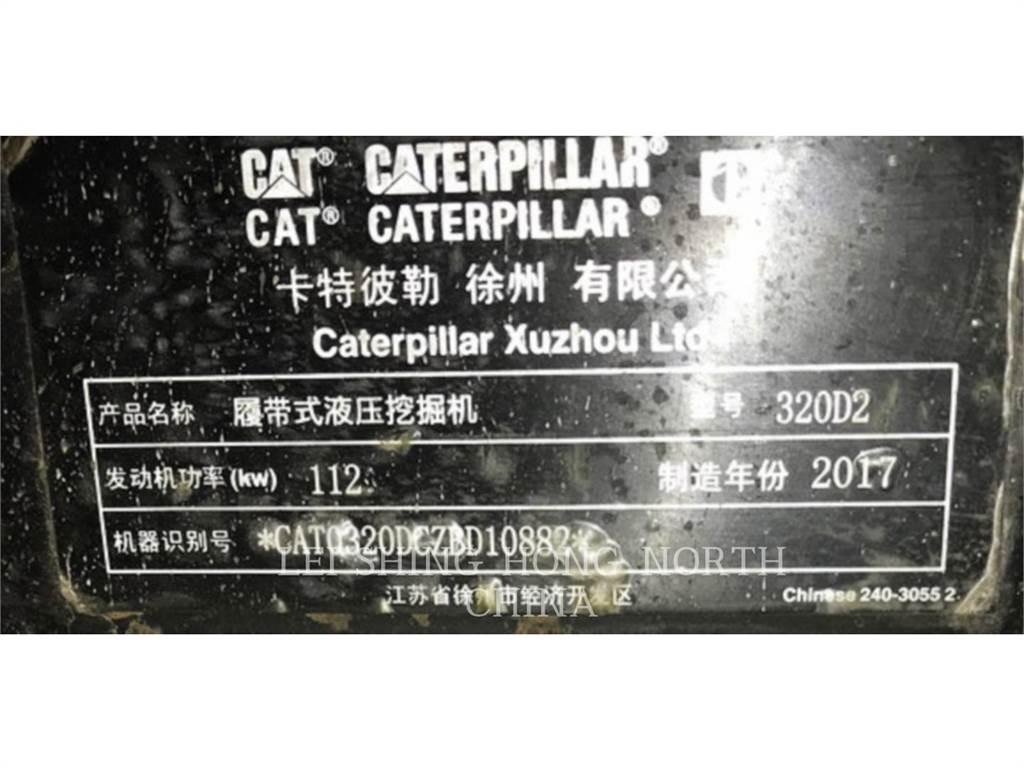 CAT® CATERPILLAR®
CAT® CATERPILLAR®
卡特彼勒 徐州 有限公司
Caterpillar Xuzhou Ltd
产品名称 履带式液压挖掘机 型号 320D2
发动机功率(kw) 112 制造年份 2017
机器识别号 *CAT0320DCZBD10882*
LEI SHING HONG NORTH
CHINA
江苏省徐州市经济开发区 Chinese 240-3055 2